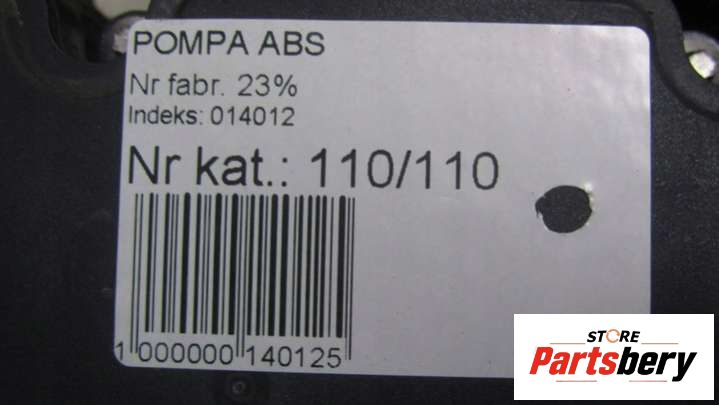 POMPA ABS
Nr fabr. 23%
Indeks: 014012
Nr kat.: 110/110
1 000000 140125
STORE
Partsbery